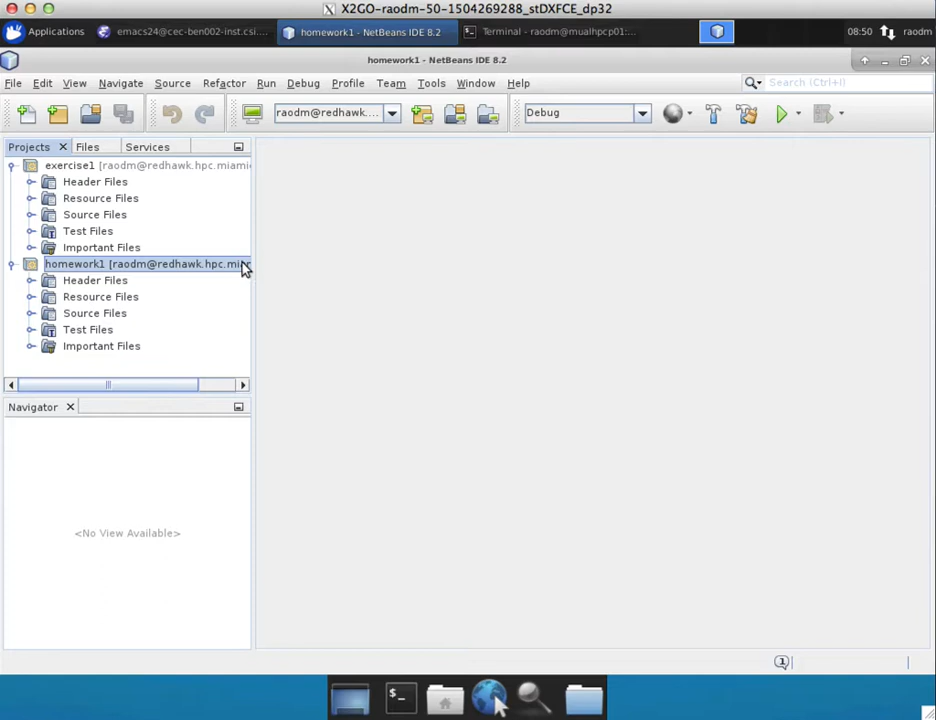 X2GO-raodm-50-1504269288_stDXFCE_dp32
Applications
emacs24@cec-ben002-inst.csi....
homework1 - NetBeans IDE 8.2
Terminal - raodm@mualhpcp01:...
08:50
raodm
homework1 - NetBeans IDE 8.2
File Edit View Navigate Source Refactor Run Debug Profile Team Tools Window Help
Search (Ctrl+I)
raodm@redhawk....
Debug
Projects Files Services
exercise1 [raodm@redhawk.hpc.miami
Header Files
Resource Files
Source Files
Test Files
Important Files
homework1 [raodm@redhawk.hpc.
Header Files
Resource Files
Source Files
Test Files
Important Files
Navigator
<No View Available>
1